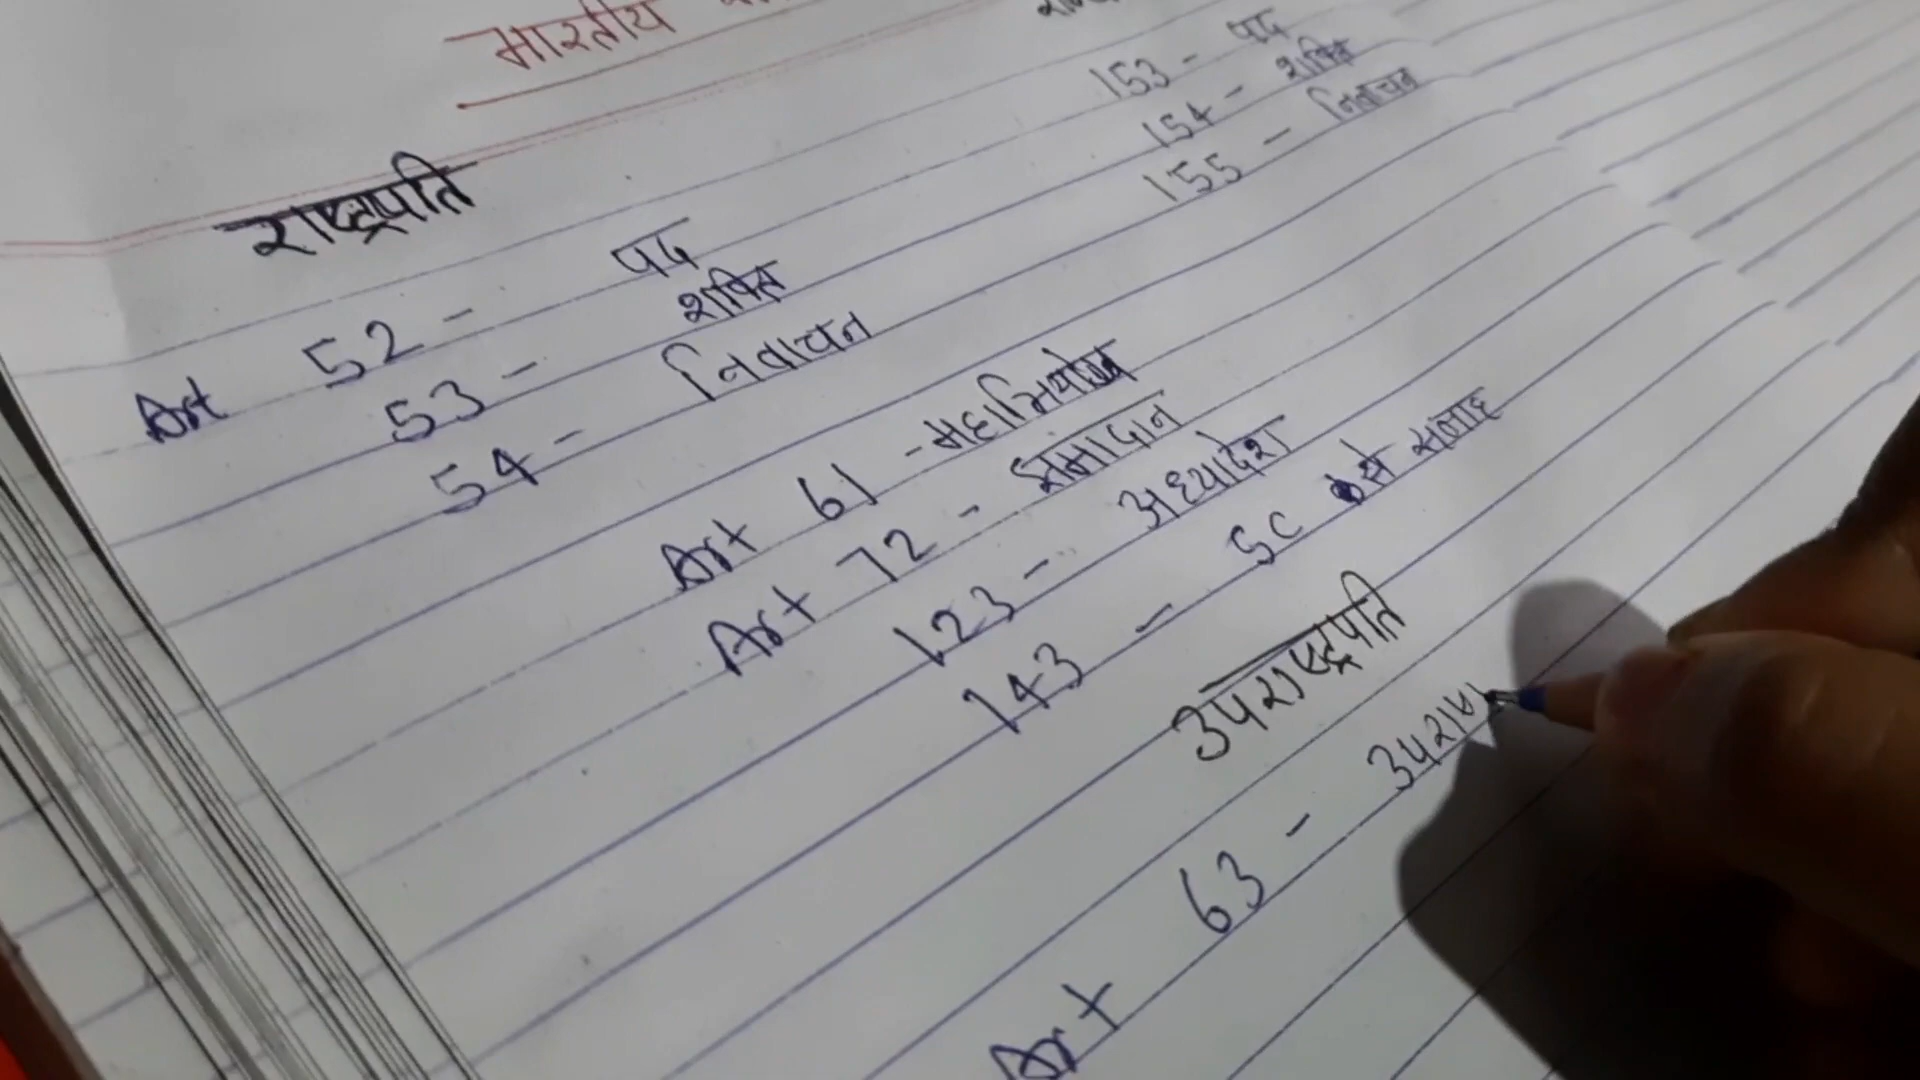 भारतीय
राष्ट्रपति
Art 52 - पद
53 - शक्ति
54 - निवाचन
153 - पद
154 - शक्ति
155 - निवाचन
Art 61 - महाभियोग
Art 72 - क्षमादान
123 - अध्यादेश
143 - SC से सलाह
उपराष्ट्रपति
Art 63 - उपराष